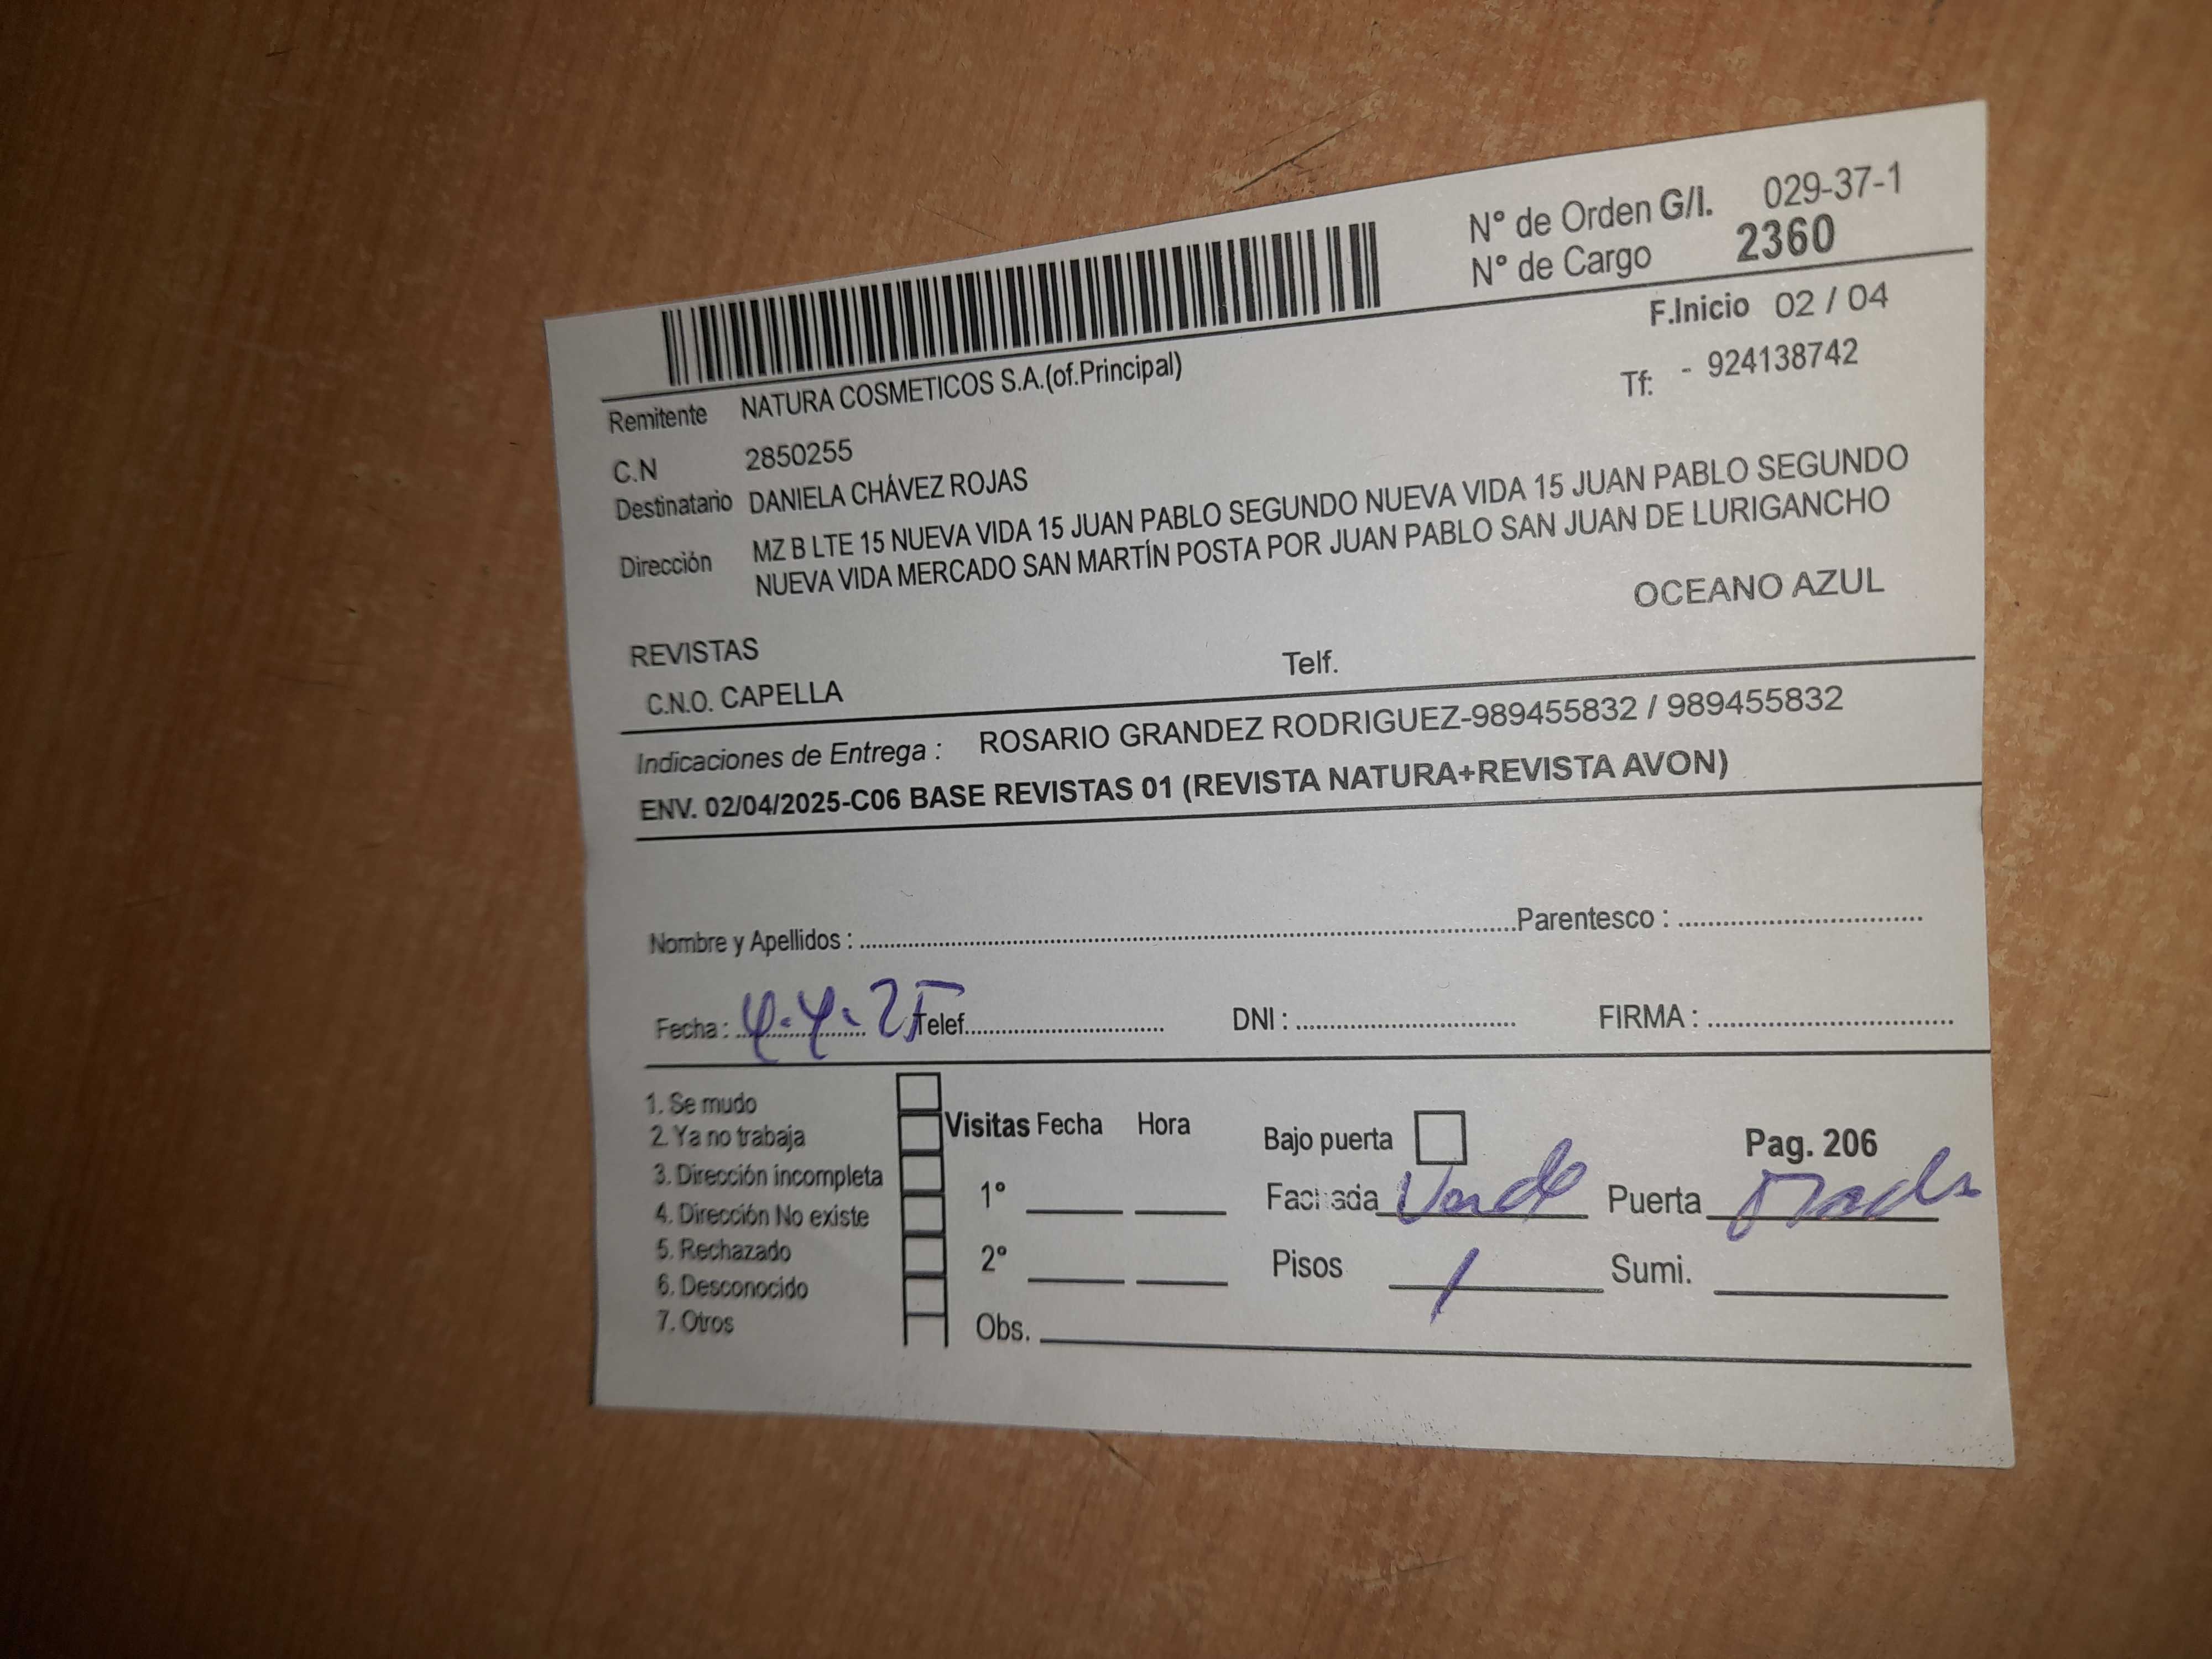 N° de Orden G/I. 029-37-1
N° de Cargo 2360
F.Inicio 02 / 04
Remitente NATURA COSMETICOS S.A.(of.Principal)
Tf: - 924138742
C.N 2850255
Destinatario DANIELA CHÁVEZ ROJAS
Dirección MZ B LTE 15 NUEVA VIDA 15 JUAN PABLO SEGUNDO NUEVA VIDA 15 JUAN PABLO SEGUNDO
NUEVA VIDA MERCADO SAN MARTÍN POSTA POR JUAN PABLO SAN JUAN DE LURIGANCHO
OCEANO AZUL
REVISTAS
C.N.O. CAPELLA Telf.
Indicaciones de Entrega : ROSARIO GRANDEZ RODRIGUEZ-989455832 / 989455832
ENV. 02/04/2025-C06 BASE REVISTAS 01 (REVISTA NATURA+REVISTA AVON)
Nombre y Apellidos : Parentesco :
Fecha : 4-4-25 Telef. DNI : FIRMA :
1. Se mudo
2. Ya no trabaja
3. Dirección incompleta
4. Dirección No existe
5. Rechazado
6. Desconocido
7. Otros
Visitas Fecha Hora
1°
2°
Obs.
Bajo puerta Pag. 206
Fachada Verde Puerta
Pisos 1 Sumi.